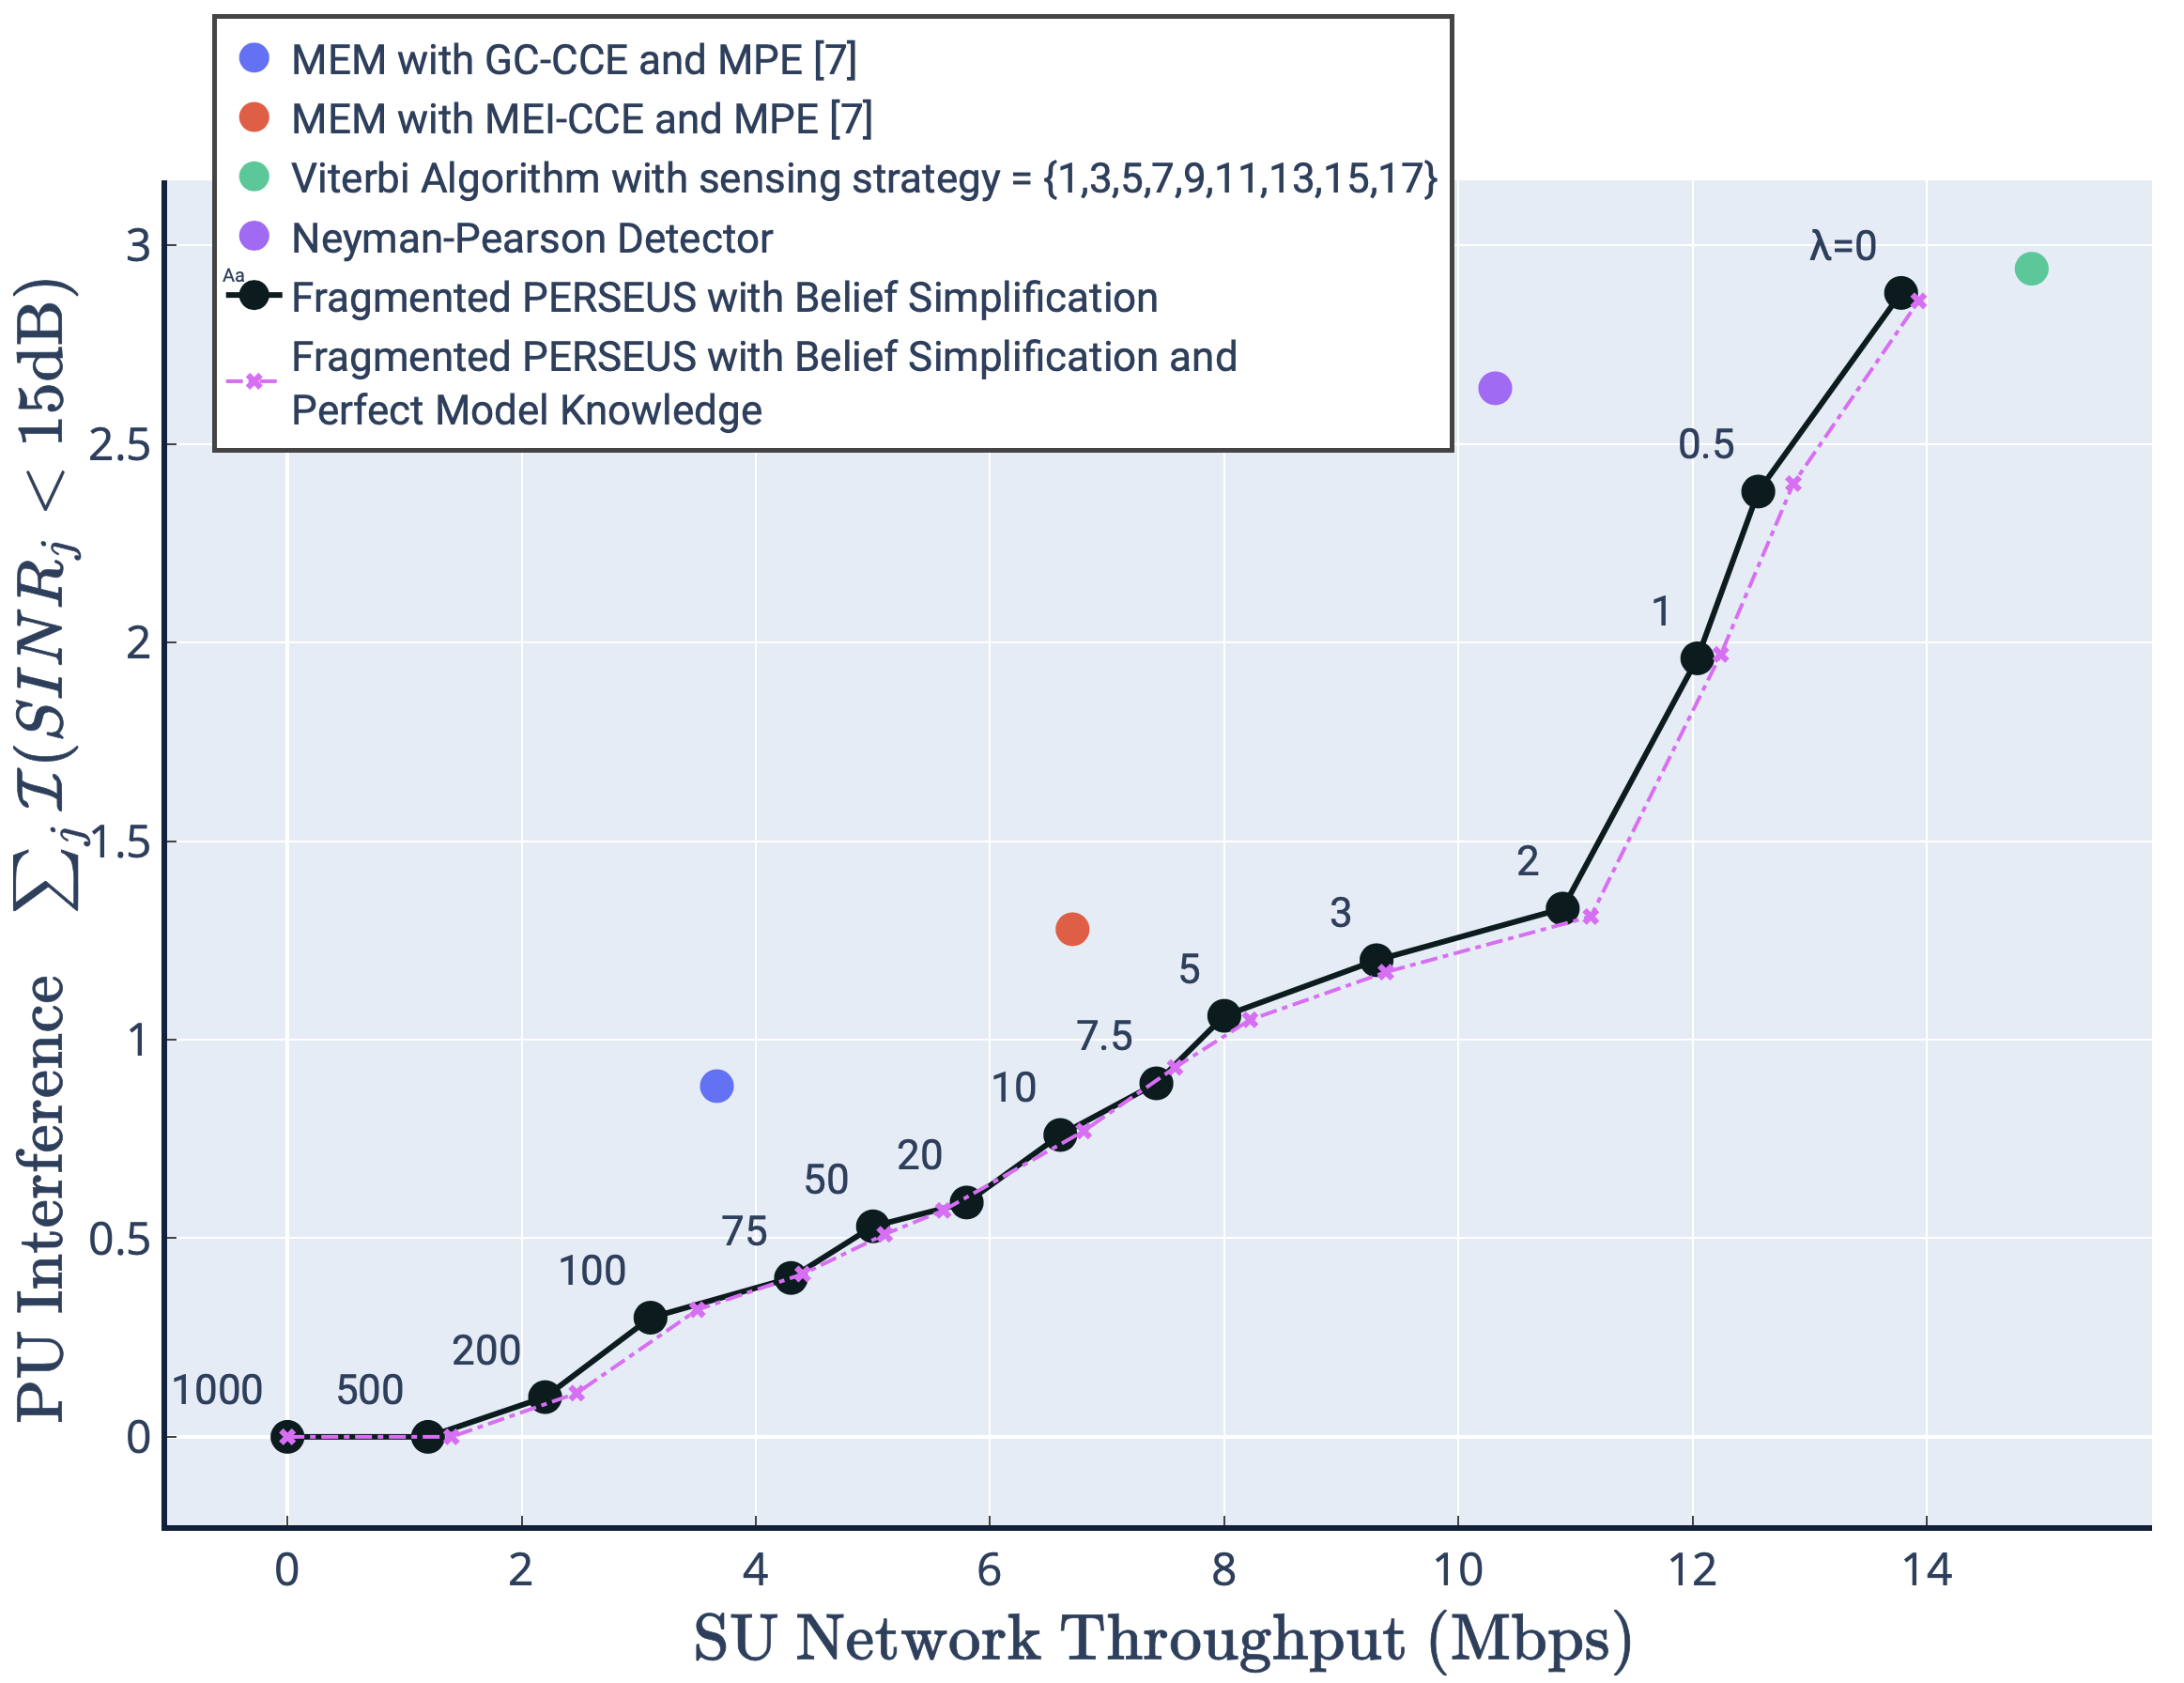 MEM with GC-CCE and MPE [7]
MEM with MEI-CCE and MPE [7]
Viterbi Algorithm with sensing strategy = {1,3,5,7,9,11,13,15,17}
Neyman-Pearson Detector
Aa
Fragmented PERSEUS with Belief Simplification
Fragmented PERSEUS with Belief Simplification and
Perfect Model Knowledge
PU Interference ∑_j 𝓘(SINR_j < 15dB)
3
2.5
2
1.5
1
0.5
0
λ=0
0.5
1
2
3
5
7.5
10
20
50
75
100
200
500
1000
0 2 4 6 8 10 12 14
SU Network Throughput (Mbps)